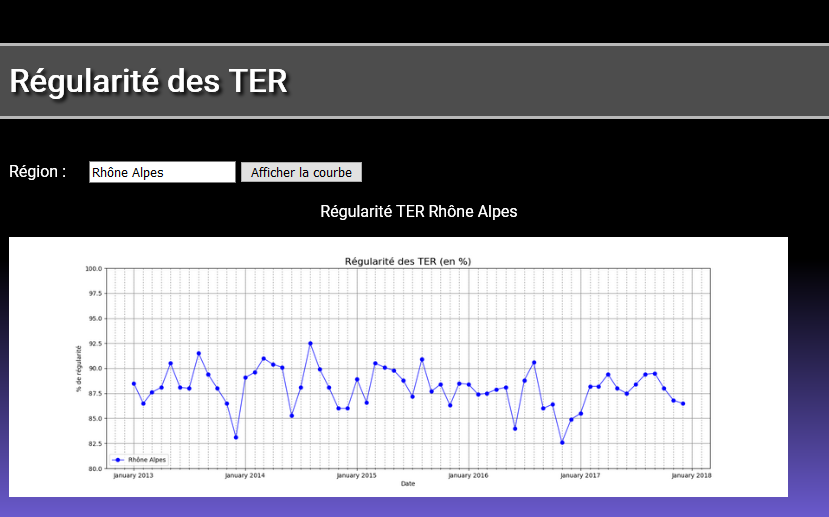 Régularité des TER
Région : Rhône Alpes Afficher la courbe
Régularité TER Rhône Alpes
Régularité des TER (en %)
100.0
97.5
95.0
92.5
90.0
87.5
85.0
82.5
80.0
% de régularité
Rhône Alpes
January 2013 January 2014 January 2015 January 2016 January 2017 January 2018
Date